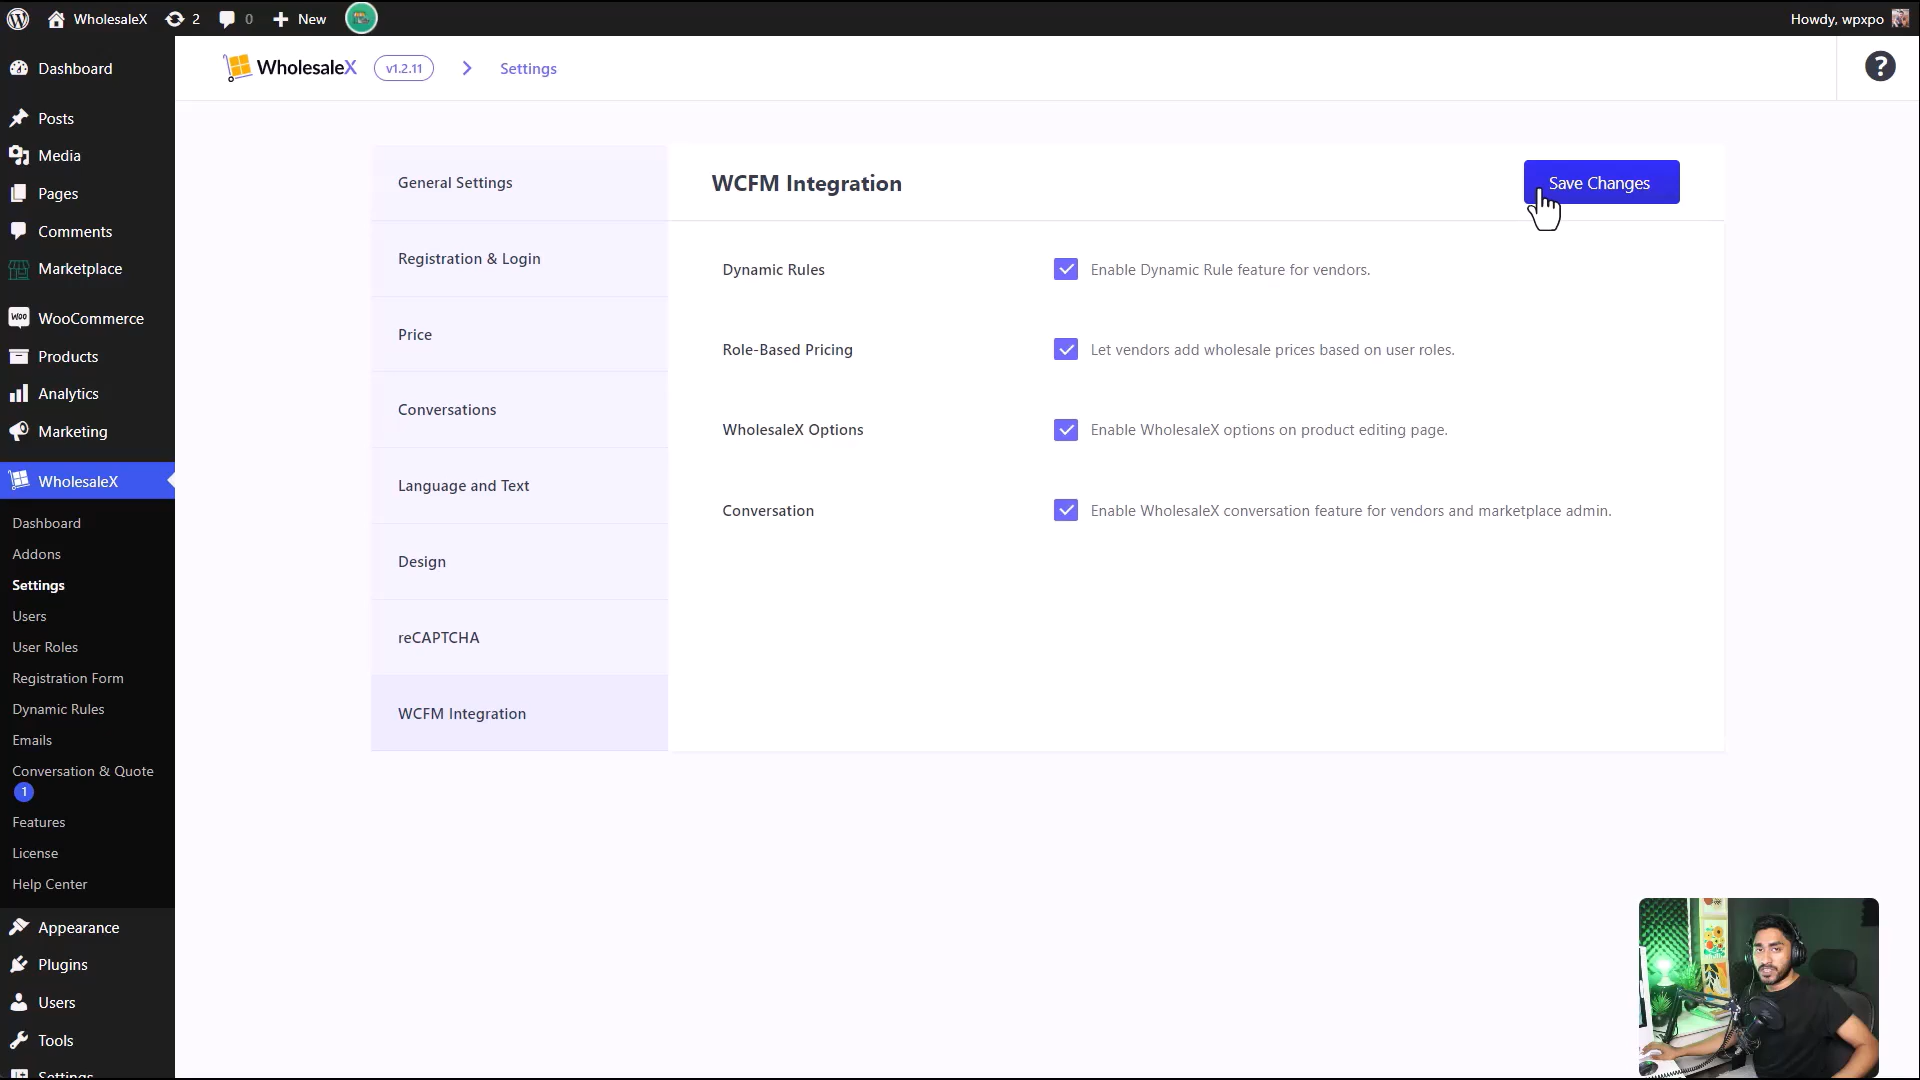 WholesaleX
2
0
New
Howdy, wpxpo
Dashboard
Posts
Media
Pages
Comments
Marketplace
WooCommerce
Products
Analytics
Marketing
WholesaleX
Dashboard
Addons
Settings
Users
User Roles
Registration Form
Dynamic Rules
Emails
Conversation & Quote
1
Features
License
Help Center
Appearance
Plugins
Users
Tools
Settings
WholesaleX
v1.2.11
Settings
?
General Settings
Registration & Login
Price
Conversations
Language and Text
Design
reCAPTCHA
WCFM Integration
WCFM Integration
Save Changes
Dynamic Rules
Enable Dynamic Rule feature for vendors.
Role-Based Pricing
Let vendors add wholesale prices based on user roles.
WholesaleX Options
Enable WholesaleX options on product editing page.
Conversation
Enable WholesaleX conversation feature for vendors and marketplace admin.